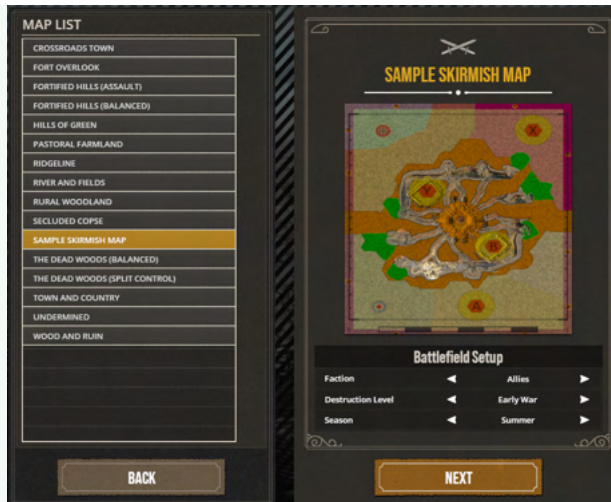 MAP LIST
CROSSROADS TOWN
FORT OVERLOOK
FORTIFIED HILLS (ASSAULT)
FORTIFIED HILLS (BALANCED)
HILLS OF GREEN
PASTORAL FARMLAND
RIDGELINE
RIVER AND FIELDS
RURAL WOODLAND
SECLUDED COPSE
SAMPLE SKIRMISH MAP
THE DEAD WOODS (BALANCED)
THE DEAD WOODS (SPLIT CONTROL)
TOWN AND COUNTRY
UNDERMINED
WOOD AND RUIN
BACK
SAMPLE SKIRMISH MAP
X
Y
B
A
Battlefield Setup
Faction Allies
Destruction Level Early War
Season Summer
NEXT